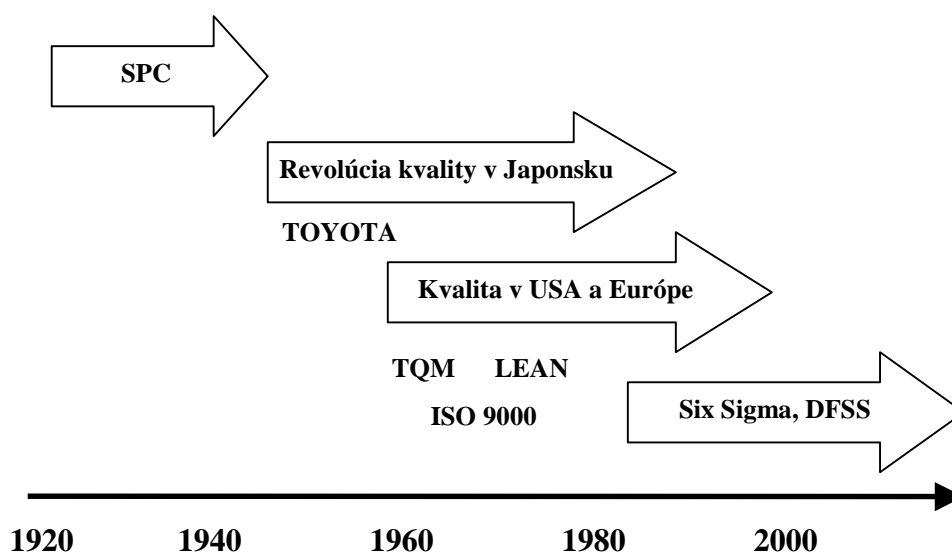 SPC
Revolúcia kvality v Japonsku
TOYOTA
Kvalita v USA a Európe
TQM LEAN
Six Sigma, DFSS
ISO 9000
1920 1940 1960 1980 2000